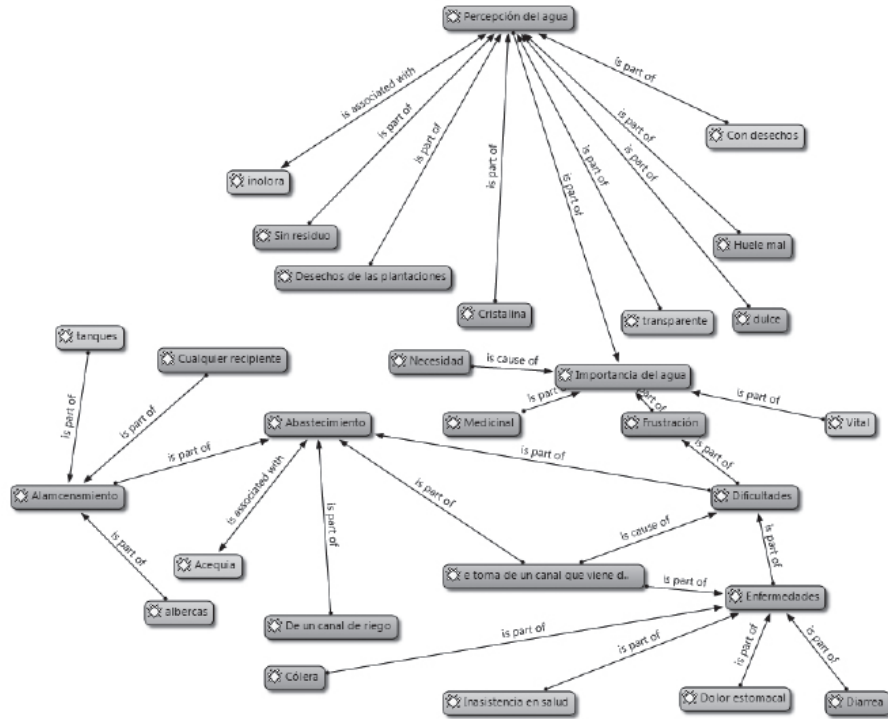 Percepción del agua
is associated with
is part of
is part of
is part of
is part of
is part of
is part of
is part of
is part of
Con desechos
inolora
Sin residuo
Huele mal
Desechos de las plantaciones
Cristalina
transparente
dulce
tanques
Cualquier recipiente
Necesidad
is cause of
Importancia del agua
is part of
is part of
is part
part of
is part of
Medicinal
Frustración
Vital
Abastecimiento
is part of
is associated with
is part of
is part of
is part of
is part of
Alamcenamiento
Dificultades
is part of
is cause of
is part of
Acequia
e toma de un canal que viene d..
is part of
Enfermedades
albercas
De un canal de riego
is part of
is part of
is part of
is part of
Cólera
Inasistencia en salud
Dolor estomacal
Diarrea